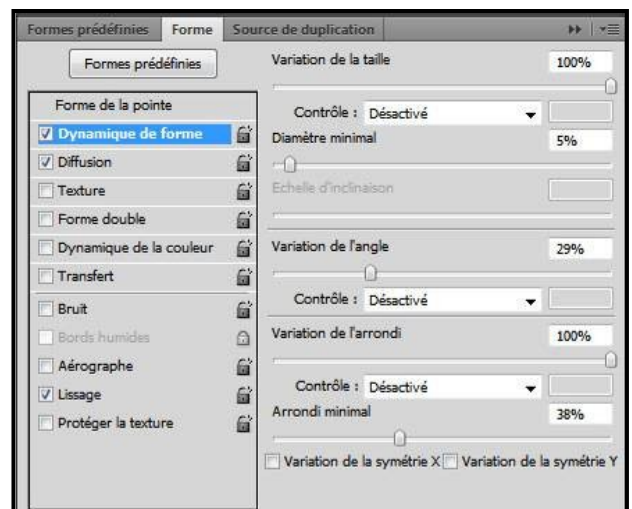 Formes prédéfinies Forme Source de duplication
Formes prédéfinies
Forme de la pointe
Dynamique de forme
Diffusion
Texture
Forme double
Dynamique de la couleur
Transfert
Bruit
Bords humides
Aérographe
Lissage
Protéger la texture
Variation de la taille 100%
Contrôle : Désactivé
Diamètre minimal 5%
Echelle d'inclinaison
Variation de l'angle 29%
Contrôle : Désactivé
Variation de l'arrondi 100%
Contrôle : Désactivé
Arrondi minimal 38%
Variation de la symétrie X Variation de la symétrie Y